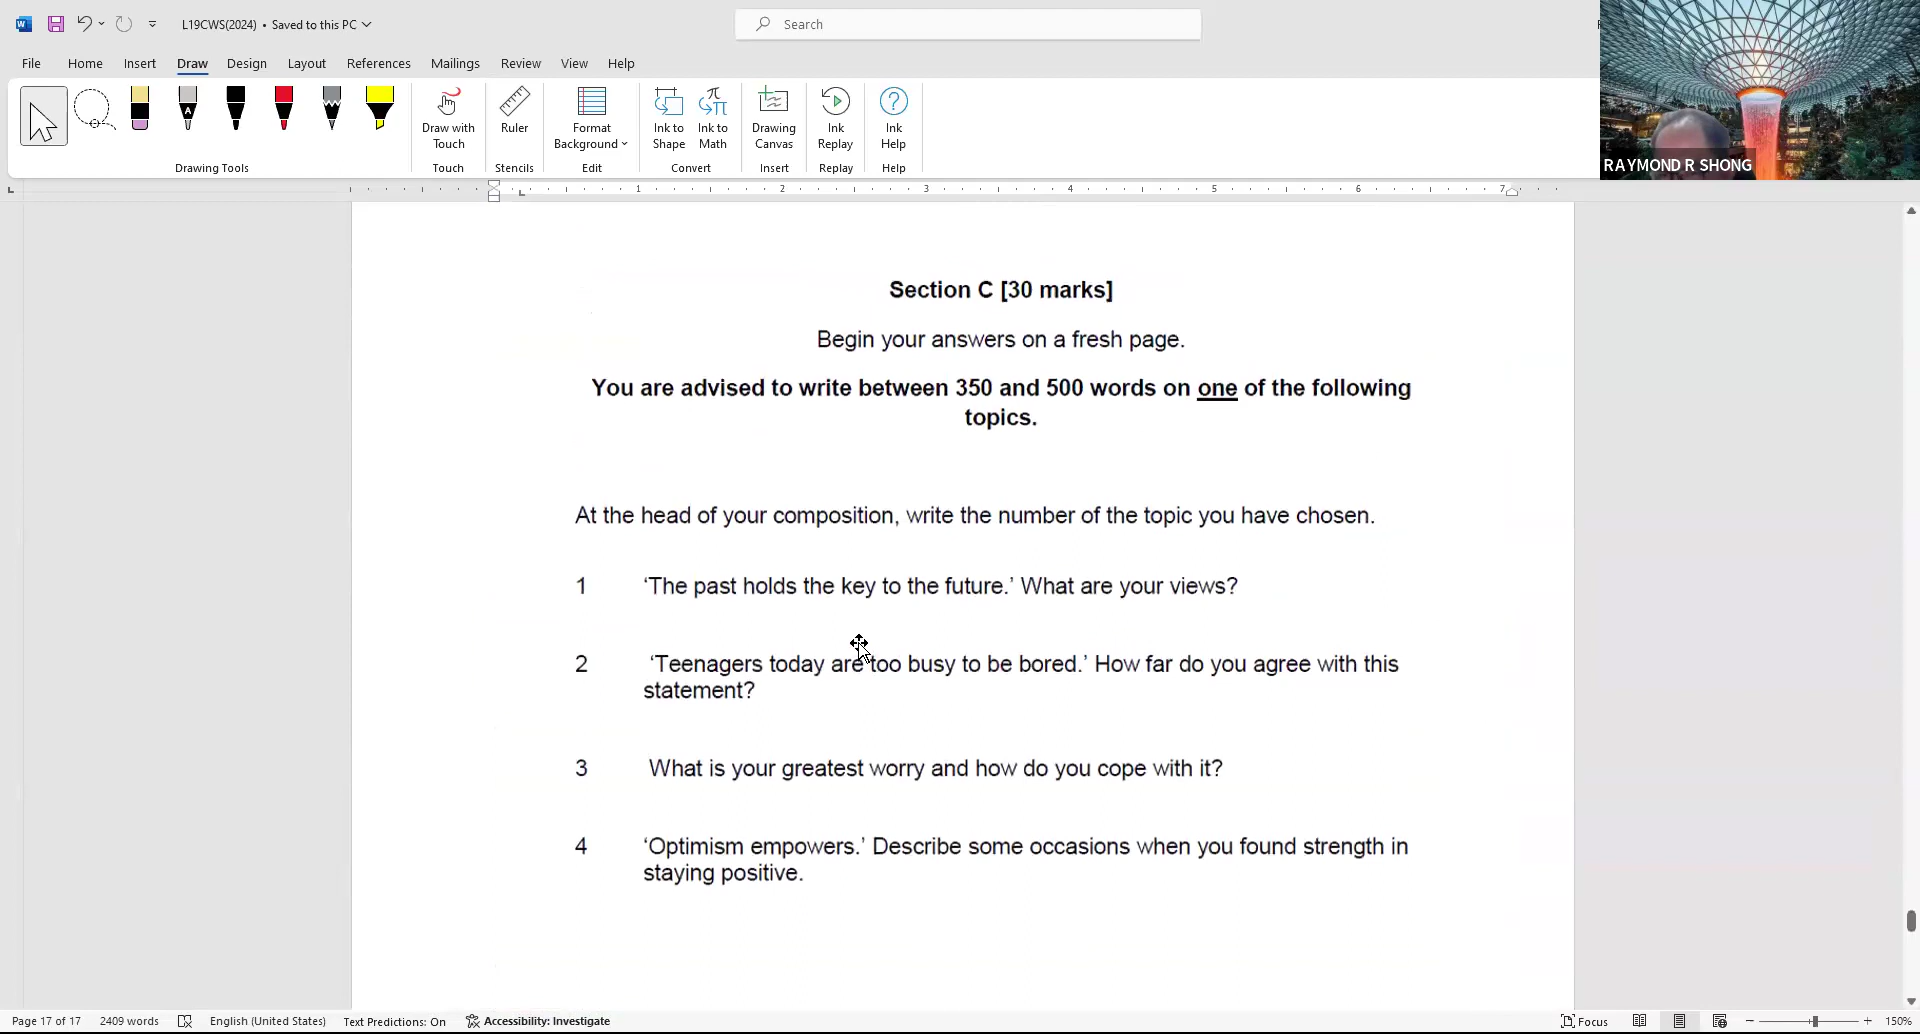 L19CWS(2024) • Saved to this PC
Search
RAYMOND R SHONG
File Home Insert Draw Design Layout References Mailings Review View Help
Draw with Touch
Ruler
Format Background
Ink to Shape
Ink to Math
Drawing Canvas
Ink Replay
Ink Help
Drawing Tools Touch Stencils Edit Convert Insert Replay Help
1 2 3 4 5 6 7
Section C [30 marks]
Begin your answers on a fresh page.
You are advised to write between 350 and 500 words on one of the following
topics.
At the head of your composition, write the number of the topic you have chosen.
1 ‘The past holds the key to the future.’ What are your views?
2 ‘Teenagers today are too busy to be bored.’ How far do you agree with this
statement?
3 What is your greatest worry and how do you cope with it?
4 ‘Optimism empowers.’ Describe some occasions when you found strength in
staying positive.
Page 17 of 17 2409 words English (United States) Text Predictions: On Accessibility: Investigate Focus 150%